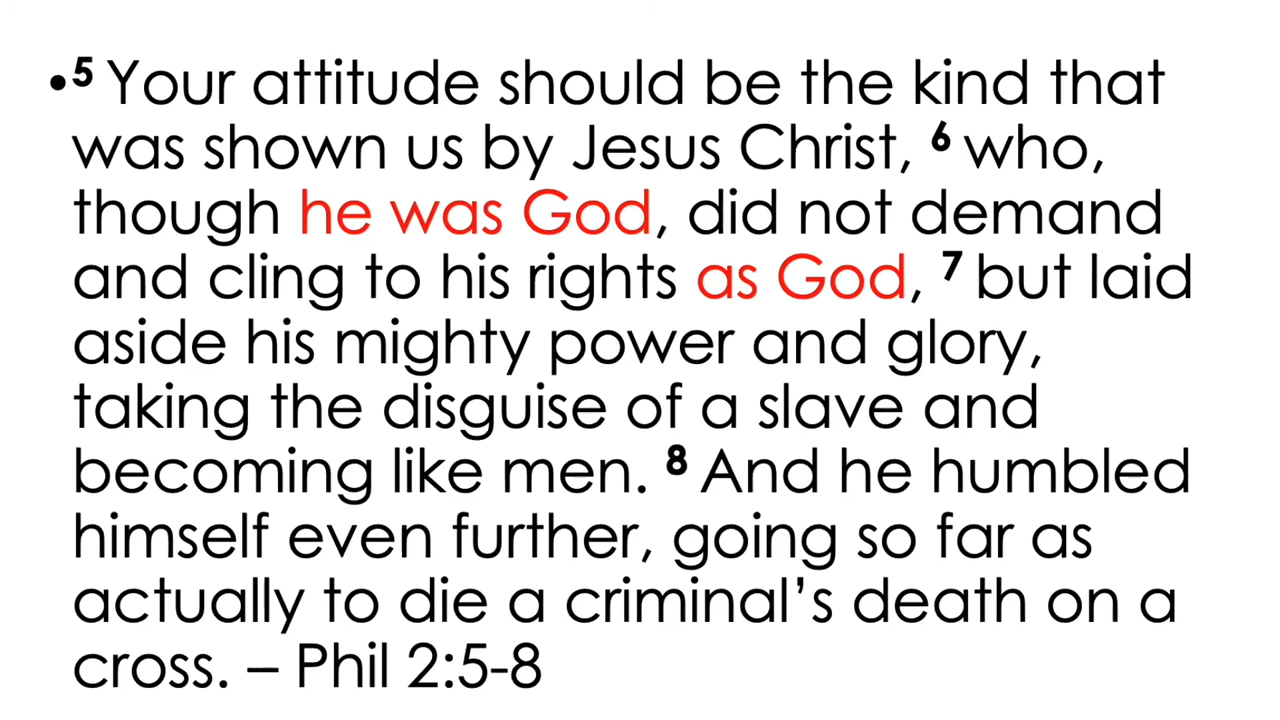 •⁵ Your attitude should be the kind that
was shown us by Jesus Christ, ⁶ who,
though he was God, did not demand
and cling to his rights as God, ⁷ but laid
aside his mighty power and glory,
taking the disguise of a slave and
becoming like men. ⁸ And he humbled
himself even further, going so far as
actually to die a criminal’s death on a
cross. – Phil 2:5-8